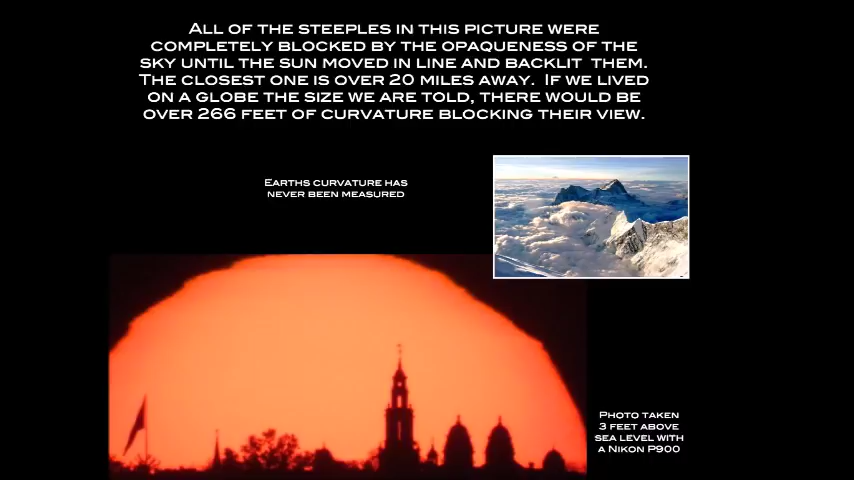 ALL OF THE STEEPLES IN THIS PICTURE WERE
COMPLETELY BLOCKED BY THE OPAQUENESS OF THE
SKY UNTIL THE SUN MOVED IN LINE AND BACKLIT THEM.
THE CLOSEST ONE IS OVER 20 MILES AWAY. IF WE LIVED
ON A GLOBE THE SIZE WE ARE TOLD, THERE WOULD BE
OVER 266 FEET OF CURVATURE BLOCKING THEIR VIEW.
EARTHS CURVATURE HAS
NEVER BEEN MEASURED
PHOTO TAKEN
3 FEET ABOVE
SEA LEVEL WITH
A NIKON P900